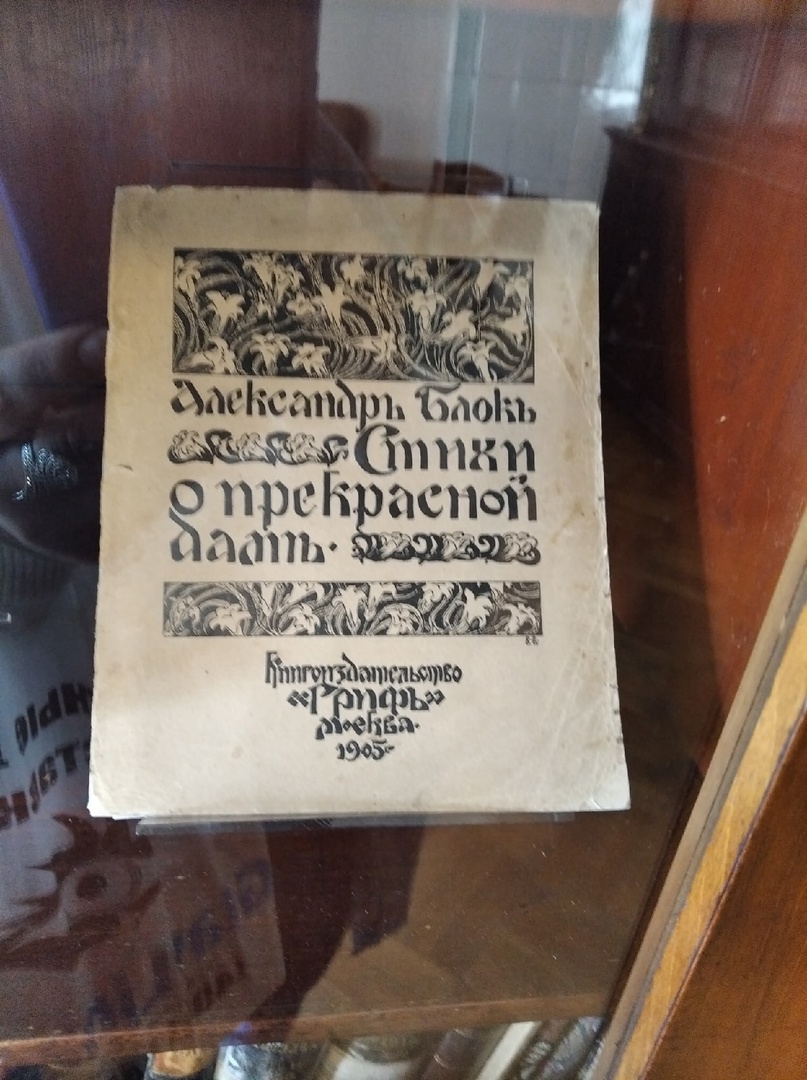 Александръ Блокъ
Стихи
о прекрасной
дамѣ.
Книгоиздательство
«Грифъ»
Москва.
1905